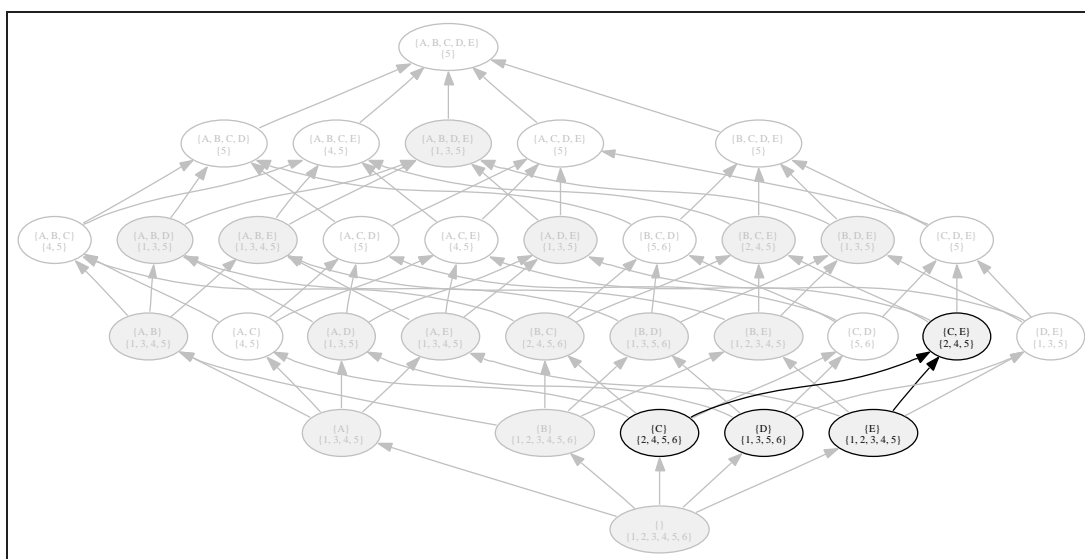 {A, B, C, D, E}
{5}
{A, B, C, D}
{5}
{A, B, C, E}
{4, 5}
{A, B, D, E}
{1, 3, 5}
{A, C, D, E}
{5}
{B, C, D, E}
{5}
{A, B, C}
{4, 5}
{A, B, D}
{1, 3, 5}
{A, B, E}
{1, 3, 4, 5}
{A, C, D}
{5}
{A, C, E}
{4, 5}
{A, D, E}
{1, 3, 5}
{B, C, D}
{5, 6}
{B, C, E}
{2, 4, 5}
{B, D, E}
{1, 3, 5}
{C, D, E}
{5}
{A, B}
{1, 3, 4, 5}
{A, C}
{4, 5}
{A, D}
{1, 3, 5}
{A, E}
{1, 3, 4, 5}
{B, C}
{2, 4, 5, 6}
{B, D}
{1, 3, 5, 6}
{B, E}
{1, 2, 3, 4, 5}
{C, D}
{5, 6}
{C, E}
{2, 4, 5}
{D, E}
{1, 3, 5}
{A}
{1, 3, 4, 5}
{B}
{1, 2, 3, 4, 5, 6}
{C}
{2, 4, 5, 6}
{D}
{1, 3, 5, 6}
{E}
{1, 2, 3, 4, 5}
{}
{1, 2, 3, 4, 5, 6}